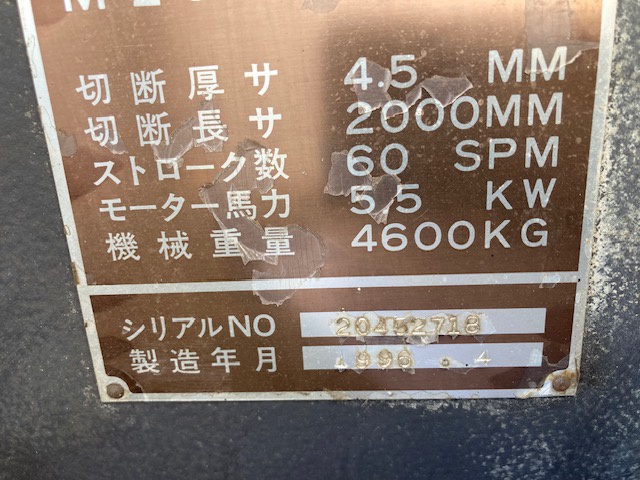 切断厚サ 4.5 MM
切断長サ 2000MM
ストローク数 60 SPM
モーター馬力 5.5 KW
機械重量 4600KG
シリアルNO 20452718
製造年月 1990.4